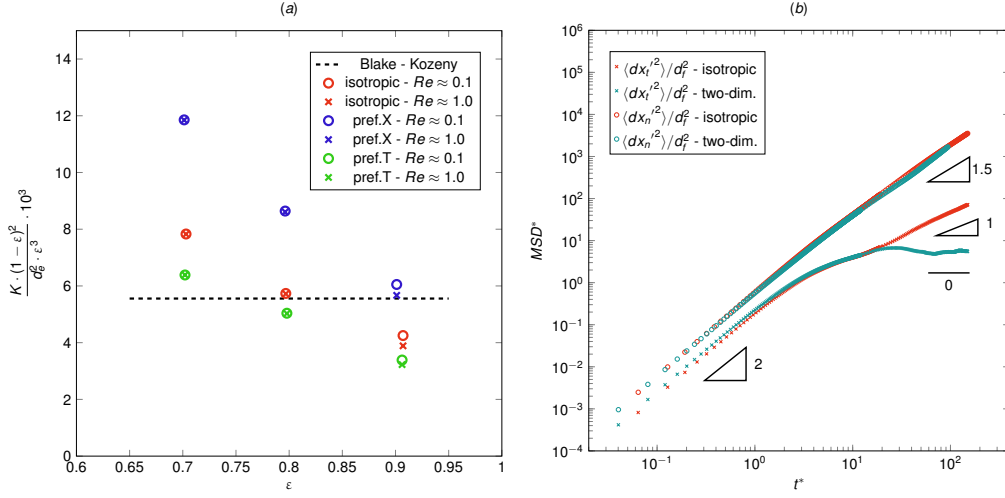 (a)
14
12
10
8
6
4
2
0
K · (1 − ε)²
d_e² · ε³
· 10³
Blake - Kozeny
isotropic - Re ≈ 0.1
isotropic - Re ≈ 1.0
pref.X - Re ≈ 0.1
pref.X - Re ≈ 1.0
pref.T - Re ≈ 0.1
pref.T - Re ≈ 1.0
0.6 0.65 0.7 0.75 0.8 0.85 0.9 0.95 1
ε
(b)
10⁶
10⁵
10⁴
10³
10²
10¹
10⁰
10⁻¹
10⁻²
10⁻³
10⁻⁴
MSD*
⟨dx_t′²⟩/d_f² - isotropic
⟨dx_t′²⟩/d_f² - two-dim.
⟨dx_n′²⟩/d_f² - isotropic
⟨dx_n′²⟩/d_f² - two-dim.
1.5
1
0
2
10⁻¹ 10⁰ 10¹ 10² 10³
t*